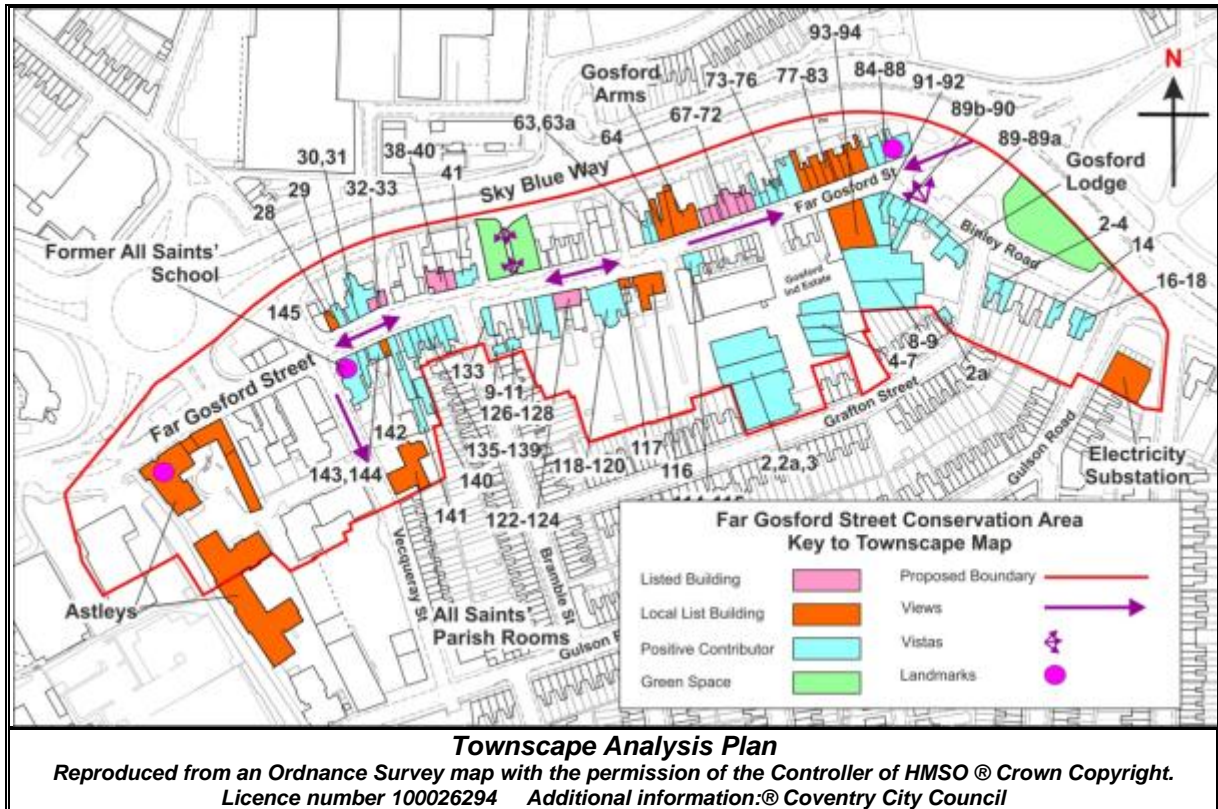 93-94
Gosford
Arms
73-76
77-83
84-88
91-92
N
67-72
89b-90
63,63a
64
89-89a
30,31
38-40
41
Sky Blue Way
Gosford
Lodge
29
32-33
28
Far Gosford St
2-4
Former All Saints'
School
Binley Road
14
16-18
145
Gosford
Ind Estate
Far Gosford Street
133
8-9
9-11
4-7
2a
126-128
142
Grafton Street
135-139
117
143,144
118-120
116
2,2a,3
Gulson Road
140
Electricity
Substation
141
122-124
Vecqueray St
Bramble St
Astleys
All Saints'
Parish Rooms
Gulson
Far Gosford Street Conservation Area
Key to Townscape Map
Listed Building
Proposed Boundary
Local List Building
Views
Positive Contributor
Vistas
Green Space
Landmarks
Townscape Analysis Plan
Reproduced from an Ordnance Survey map with the permission of the Controller of HMSO ® Crown Copyright.
Licence number 100026294 Additional information:® Coventry City Council